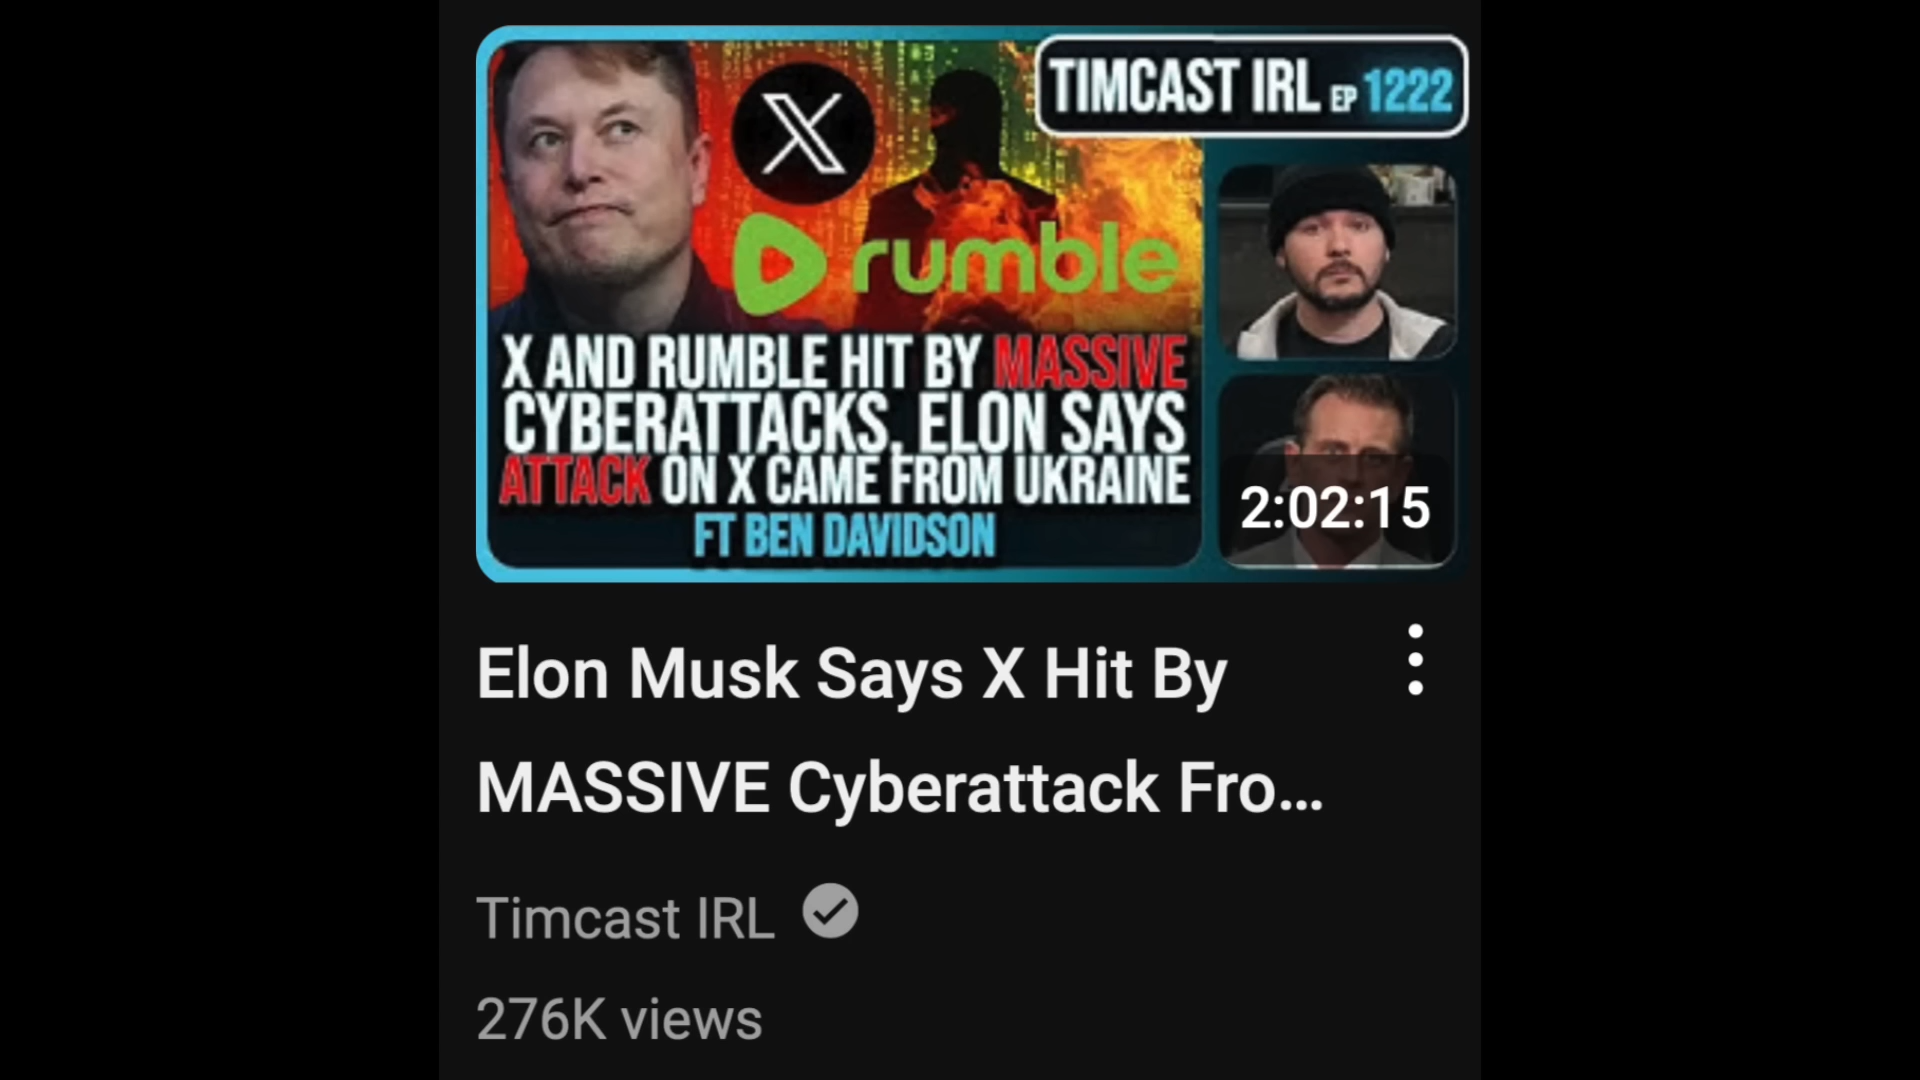 TIMCAST IRL EP 1222
X
rumble
X AND RUMBLE HIT BY MASSIVE
CYBERATTACKS, ELON SAYS
ATTACK ON X CAME FROM UKRAINE
FT BEN DAVIDSON
2:02:15
Elon Musk Says X Hit By
MASSIVE Cyberattack Fro...
Timcast IRL
276K views